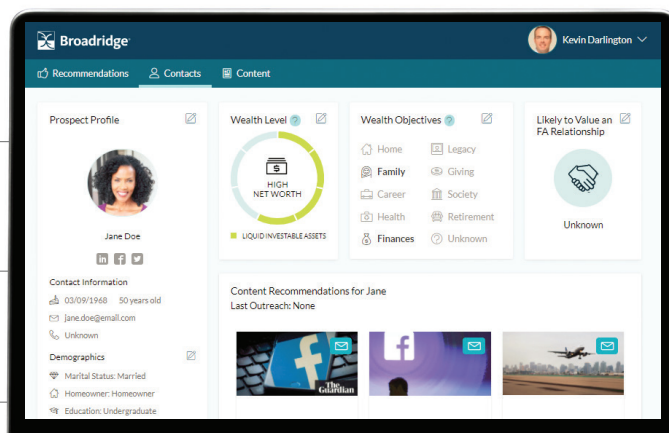 Broadridge
Kevin Darlington
Recommendations
Contacts
Content
Prospect Profile
Jane Doe
Contact Information
03/09/1968 50 years old
jane.doe@email.com
Unknown
Demographics
Marital Status: Married
Homeowner: Homeowner
Education: Undergraduate
Wealth Level ?
$
HIGH
NET WORTH
LIQUID INVESTABLE ASSETS
Wealth Objectives ?
Home
Legacy
Family
Giving
Career
Society
Health
Retirement
Finances
Unknown
Likely to Value an
FA Relationship
Unknown
Content Recommendations for Jane
Last Outreach: None
f
The
Guardian
f